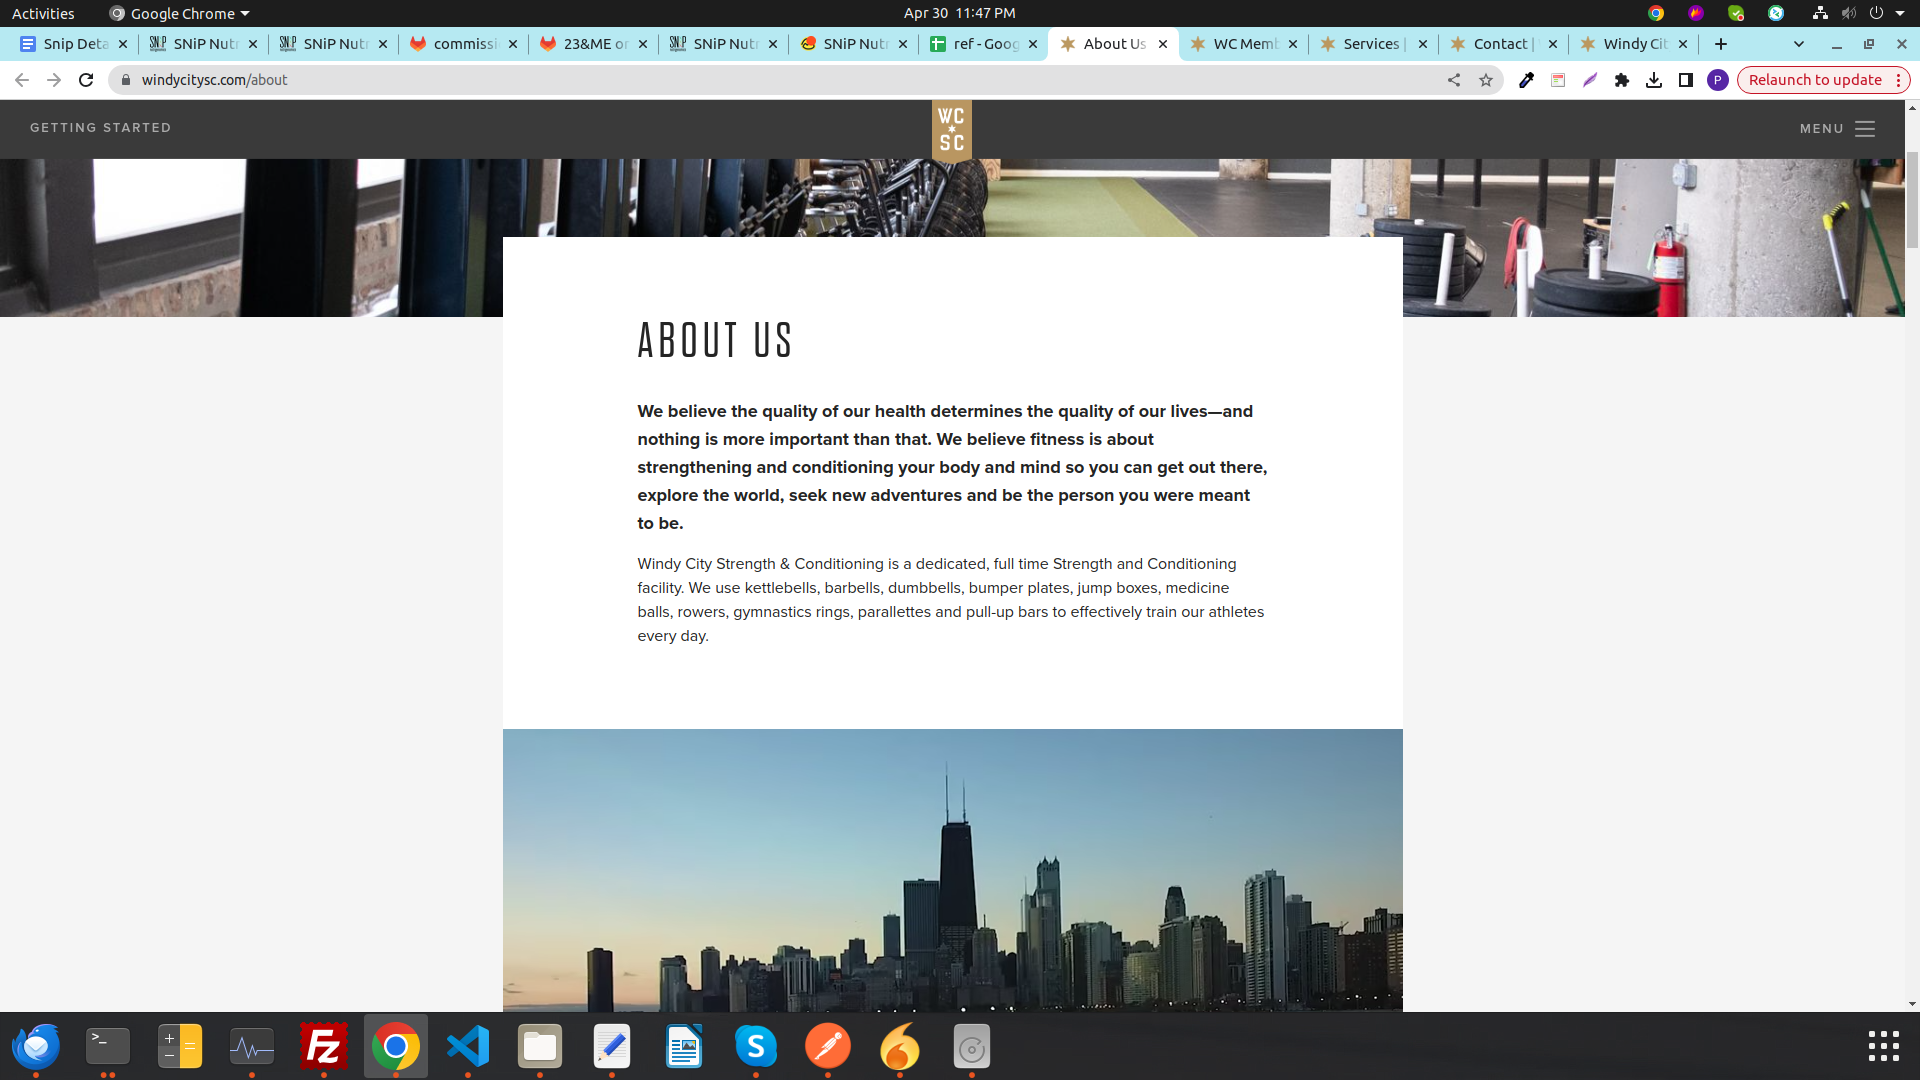 Activities
Google Chrome
Apr 30 11:47 PM
Snip Deta
SNiP Nutr
SNiP Nutr
commissi
23&ME or
SNiP Nutr
SNiP Nutr
ref - Goog
About Us
WC Memb
Services |
Contact |
Windy Cit
windycitysc.com/about
P
Relaunch to update
GETTING STARTED
WC
SC
MENU
ABOUT US
We believe the quality of our health determines the quality of our lives—and
nothing is more important than that. We believe fitness is about
strengthening and conditioning your body and mind so you can get out there,
explore the world, seek new adventures and be the person you were meant
to be.
Windy City Strength & Conditioning is a dedicated, full time Strength and Conditioning
facility. We use kettlebells, barbells, dumbbells, bumper plates, jump boxes, medicine
balls, rowers, gymnastics rings, parallettes and pull-up bars to effectively train our athletes
every day.